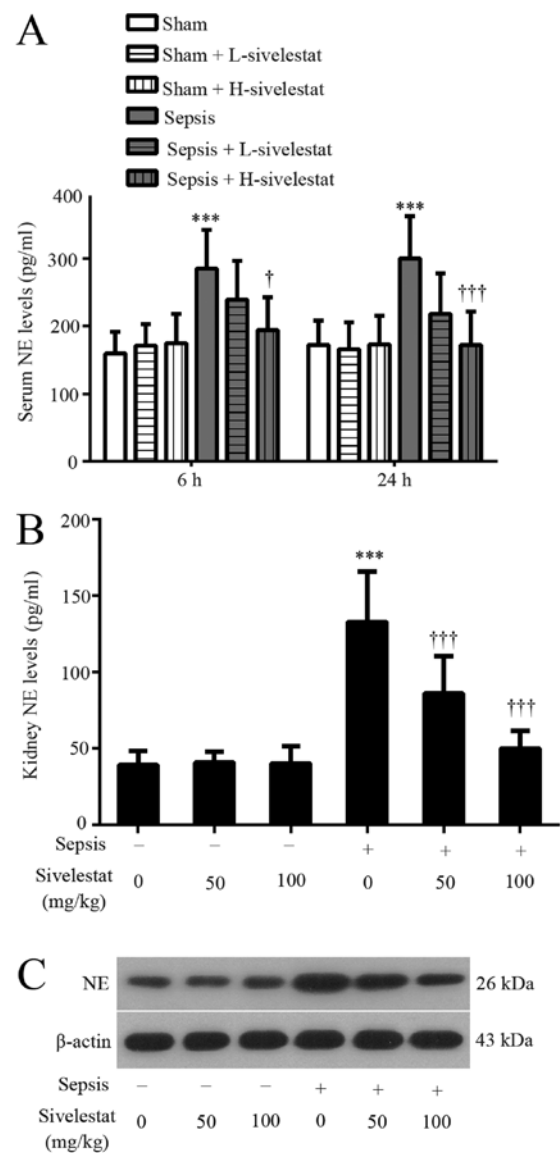 A
Sham
Sham + L-sivelestat
Sham + H-sivelestat
Sepsis
Sepsis + L-sivelestat
Sepsis + H-sivelestat
Serum NE levels (pg/ml)
400
300
200
100
0
***
†
***
†††
6 h
24 h
B
Kidney NE levels (pg/ml)
200
150
100
50
0
***
†††
†††
Sepsis – – – + + +
Sivelestat 0 50 100 0 50 100
(mg/kg)
C
NE 26 kDa
β-actin 43 kDa
Sepsis – – – + + +
Sivelestat 0 50 100 0 50 100
(mg/kg)